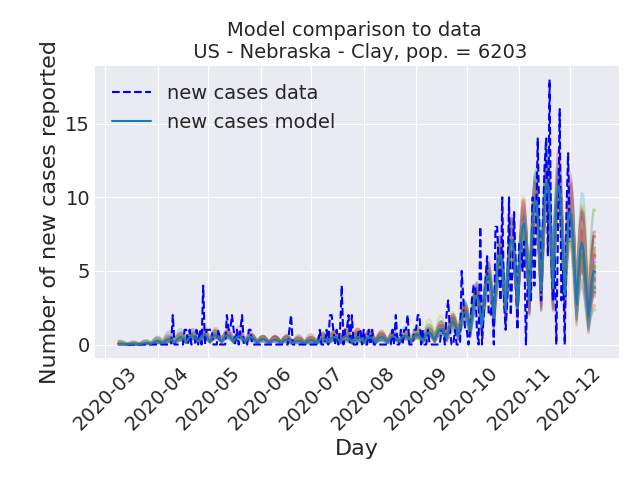 Model comparison to data
US - Nebraska - Clay, pop. = 6203
Number of new cases reported
new cases data
new cases model
15
10
5
0
2020-03
2020-04
2020-05
2020-06
2020-07
2020-08
2020-09
2020-10
2020-11
2020-12
Day